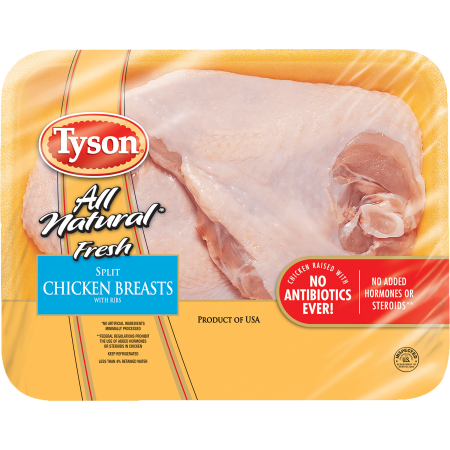 Tyson
All
Natural*
Fresh
SPLIT
CHICKEN BREASTS
WITH RIBS
*NO ARTIFICIAL INGREDIENTS
MINIMALLY PROCESSED
**FEDERAL REGULATIONS PROHIBIT
THE USE OF ADDED HORMONES
OR STEROIDS IN CHICKEN
KEEP REFRIGERATED
LESS THAN 4% RETAINED WATER
PRODUCT OF USA
CHICKEN RAISED WITH
NO
ANTIBIOTICS
EVER!
NO ADDED
HORMONES OR
STEROIDS**
INSPECTED
U.S.